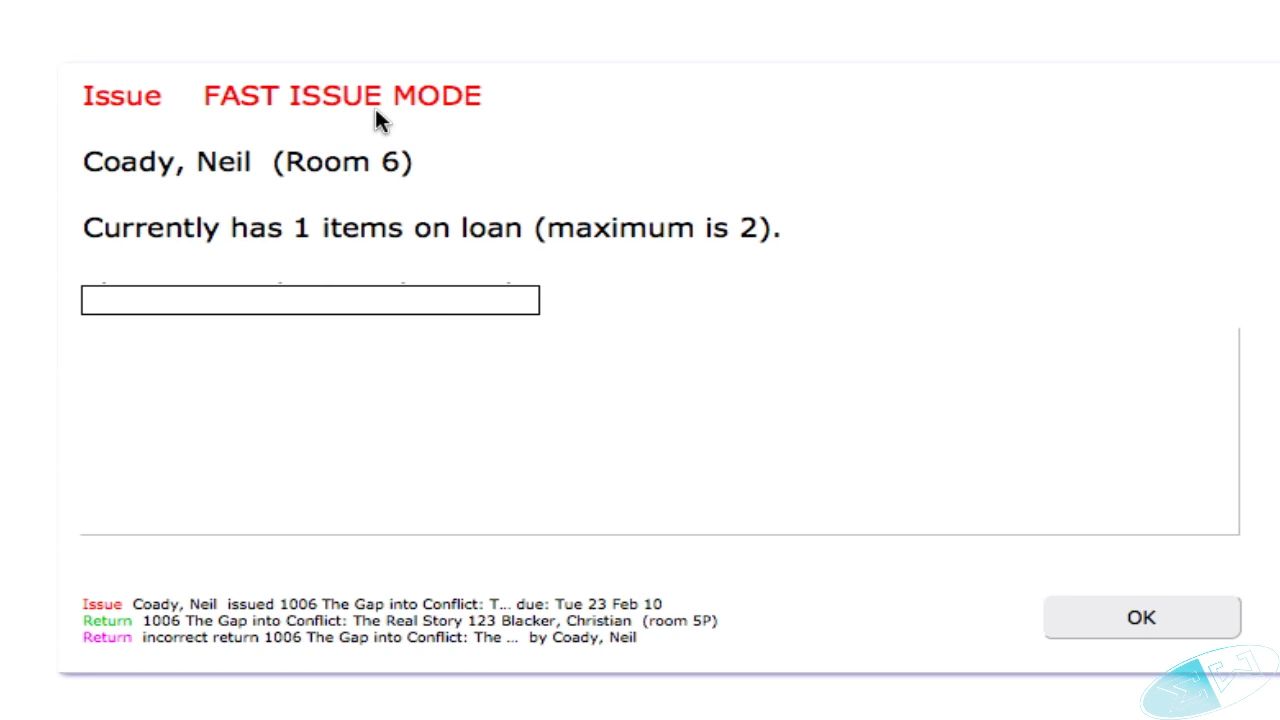 Issue FAST ISSUE MODE
Coady, Neil (Room 6)
Currently has 1 items on loan (maximum is 2).
Issue Coady, Neil issued 1006 The Gap into Conflict: T... due: Tue 23 Feb 10
Return 1006 The Gap into Conflict: The Real Story 123 Blacker, Christian (room 5P)
Return incorrect return 1006 The Gap into Conflict: The ... by Coady, Neil
OK